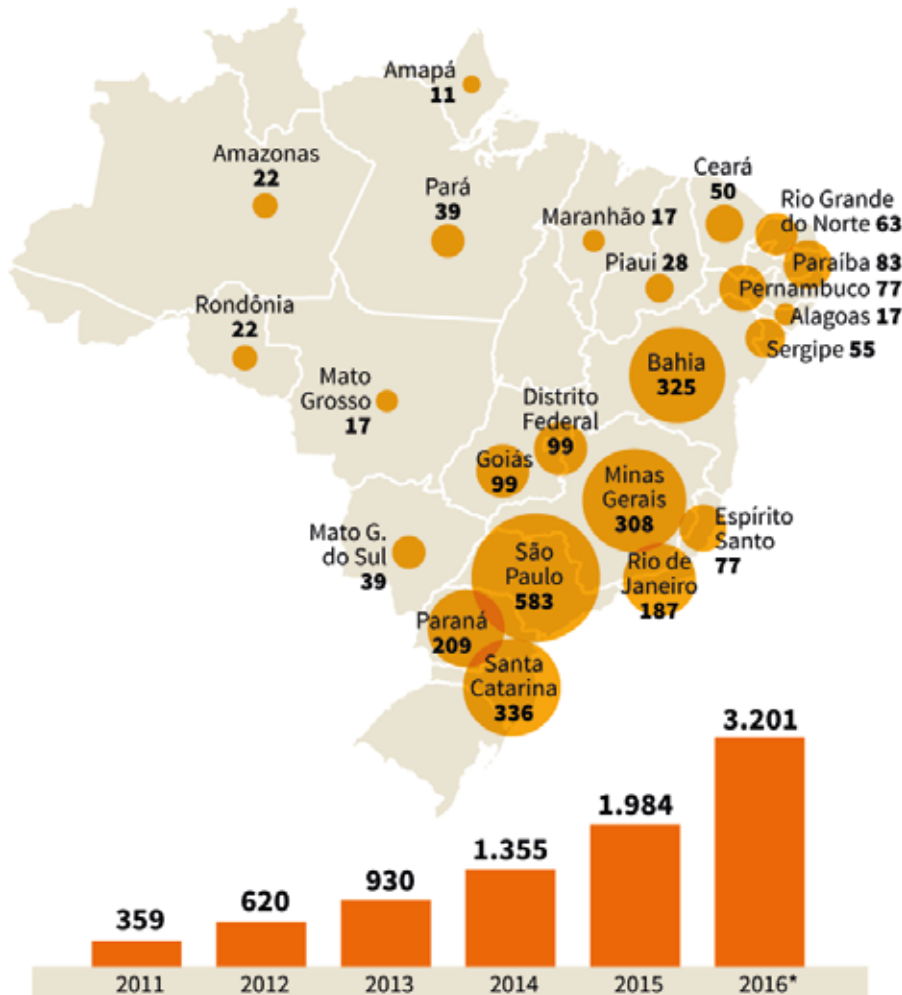 Amapá
11
Amazonas
22
Pará
39
Maranhão 17
Ceará
50
Rio Grande
do Norte 63
Piauí 28
Paraíba 83
Pernambuco 77
Alagoas 17
Sergipe 55
Rondônia
22
Bahia
325
Mato
Grosso
17
Distrito
Federal
99
Goiás
99
Minas
Gerais
308
Espírito
Santo
77
Mato G.
do Sul
39
São
Paulo
583
Rio de
Janeiro
187
Paraná
209
Santa
Catarina
336
359
620
930
1.355
1.984
3.201
2011
2012
2013
2014
2015
2016*